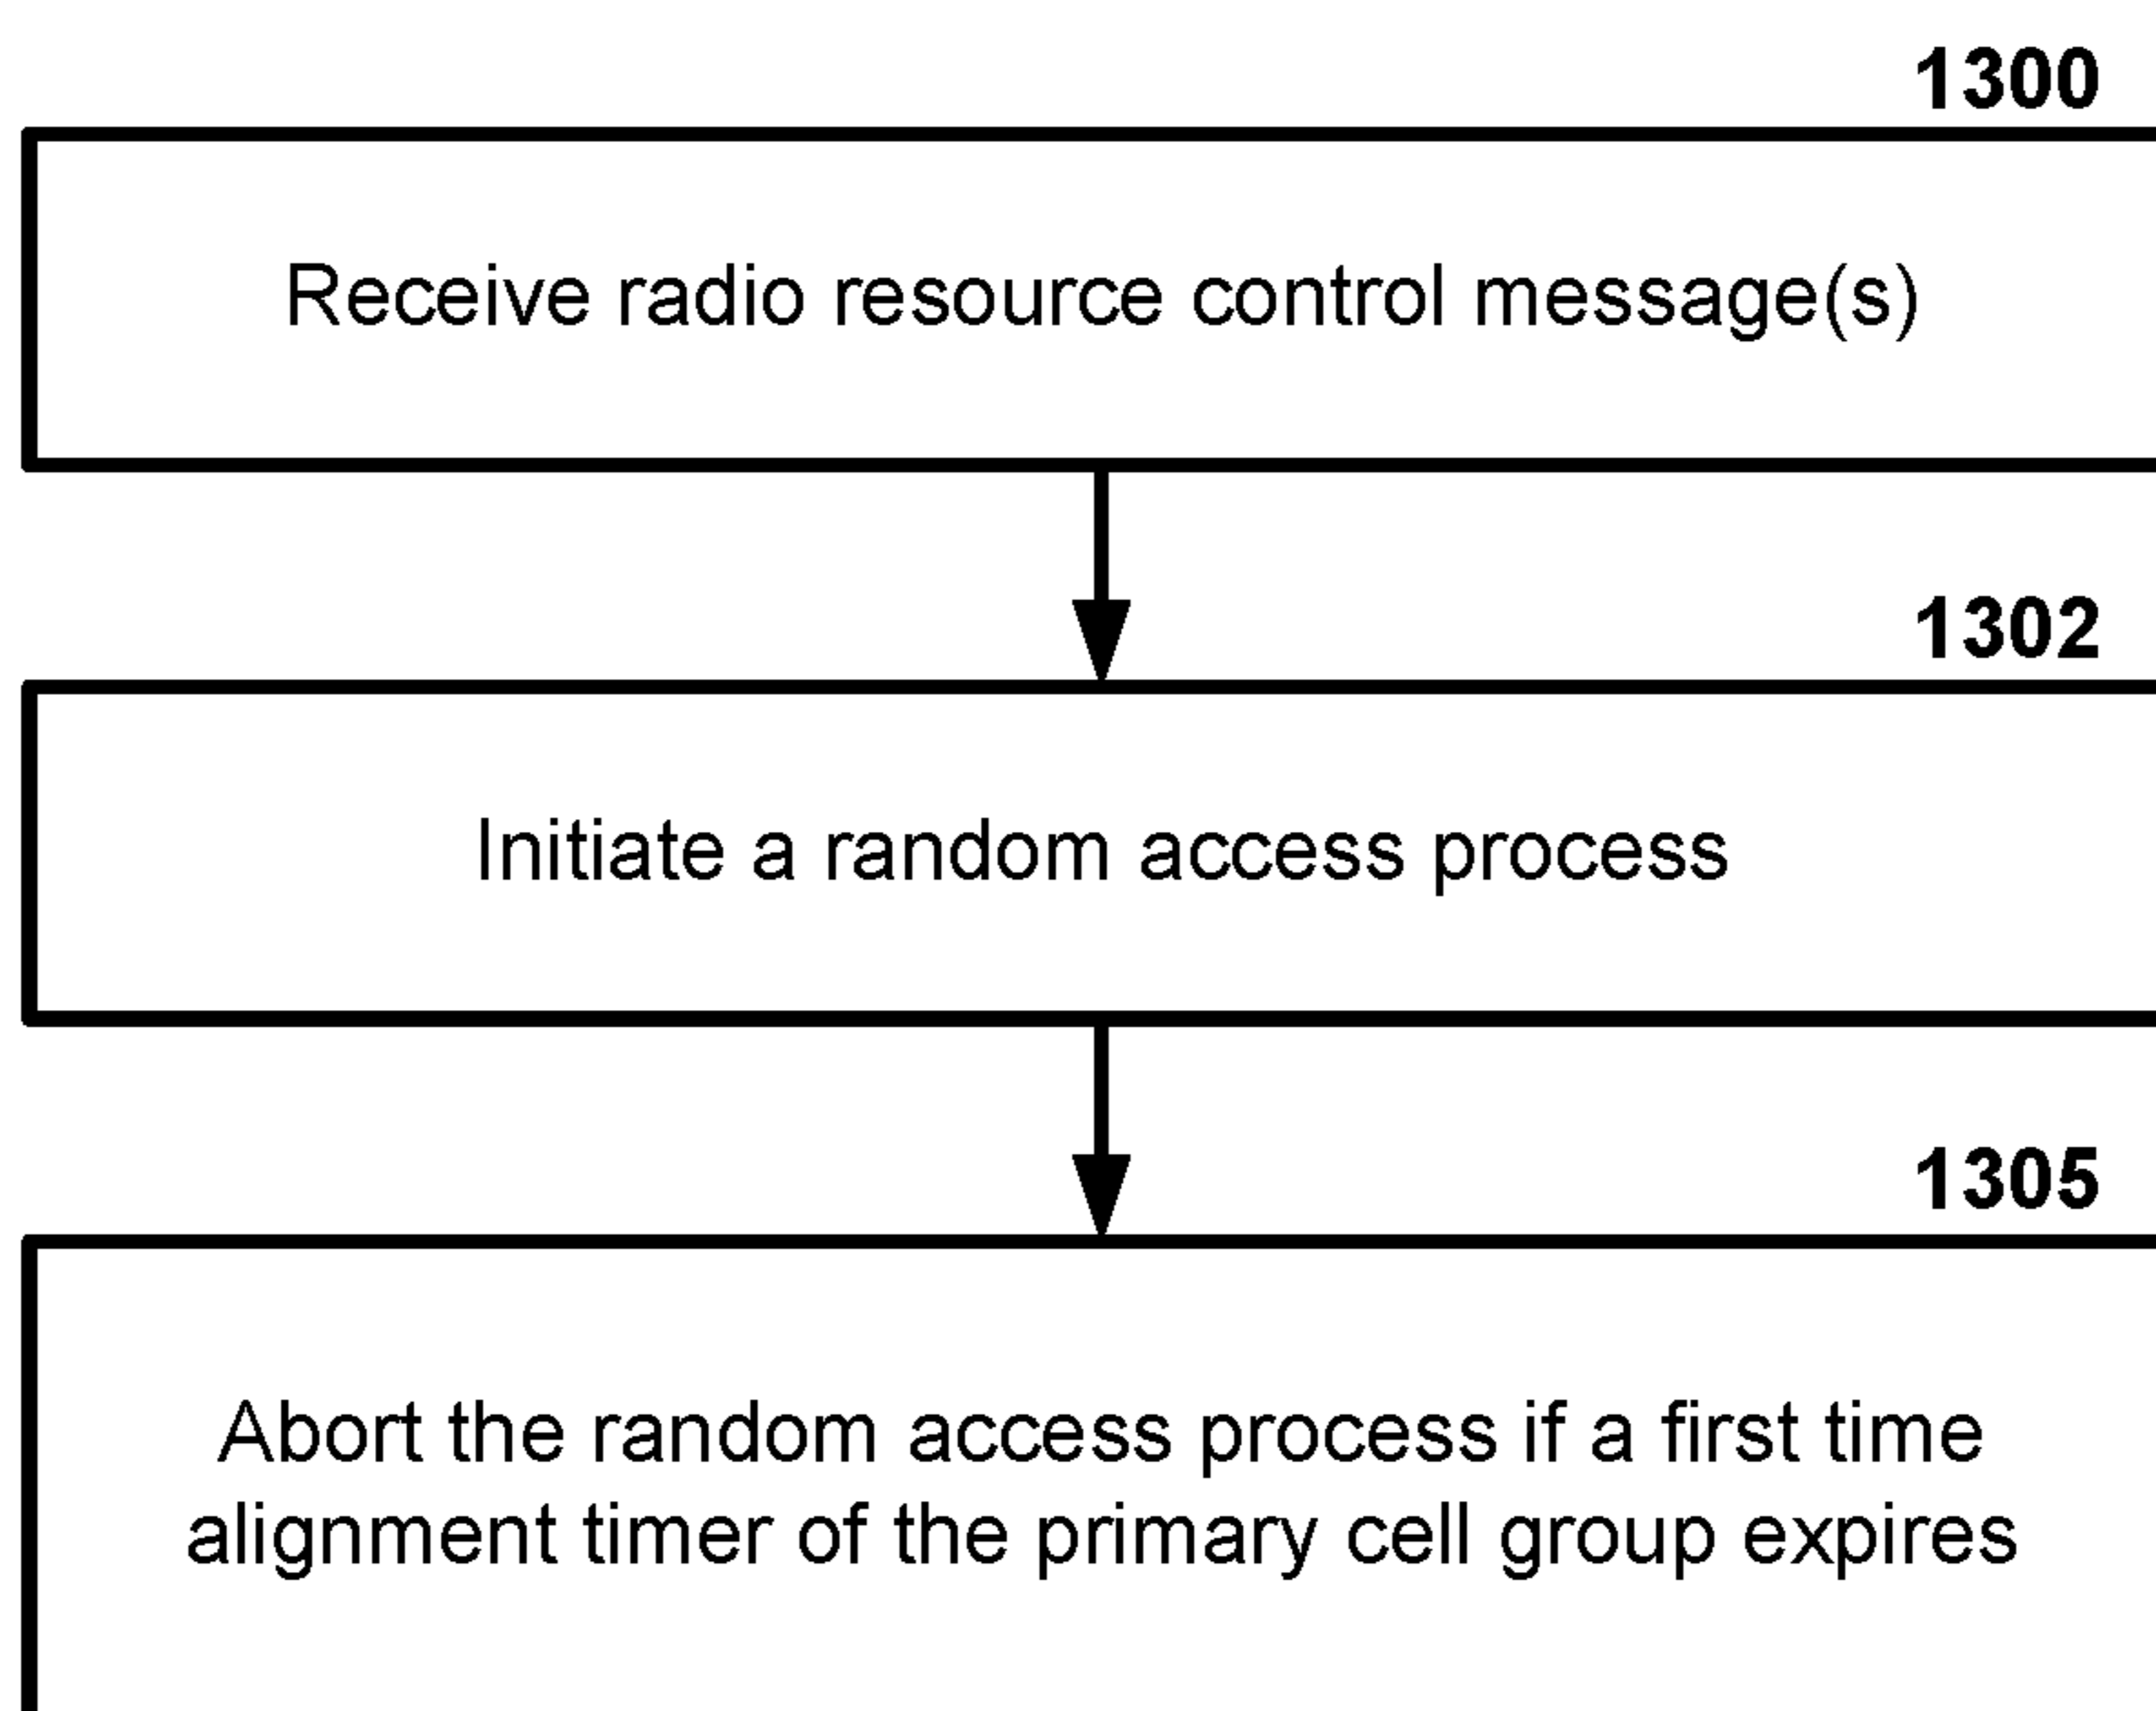 1300
Receive radio resource control message(s)
1302
Initiate a random access process
1305
Abort the random access process if a first time
alignment timer of the primary cell group expires